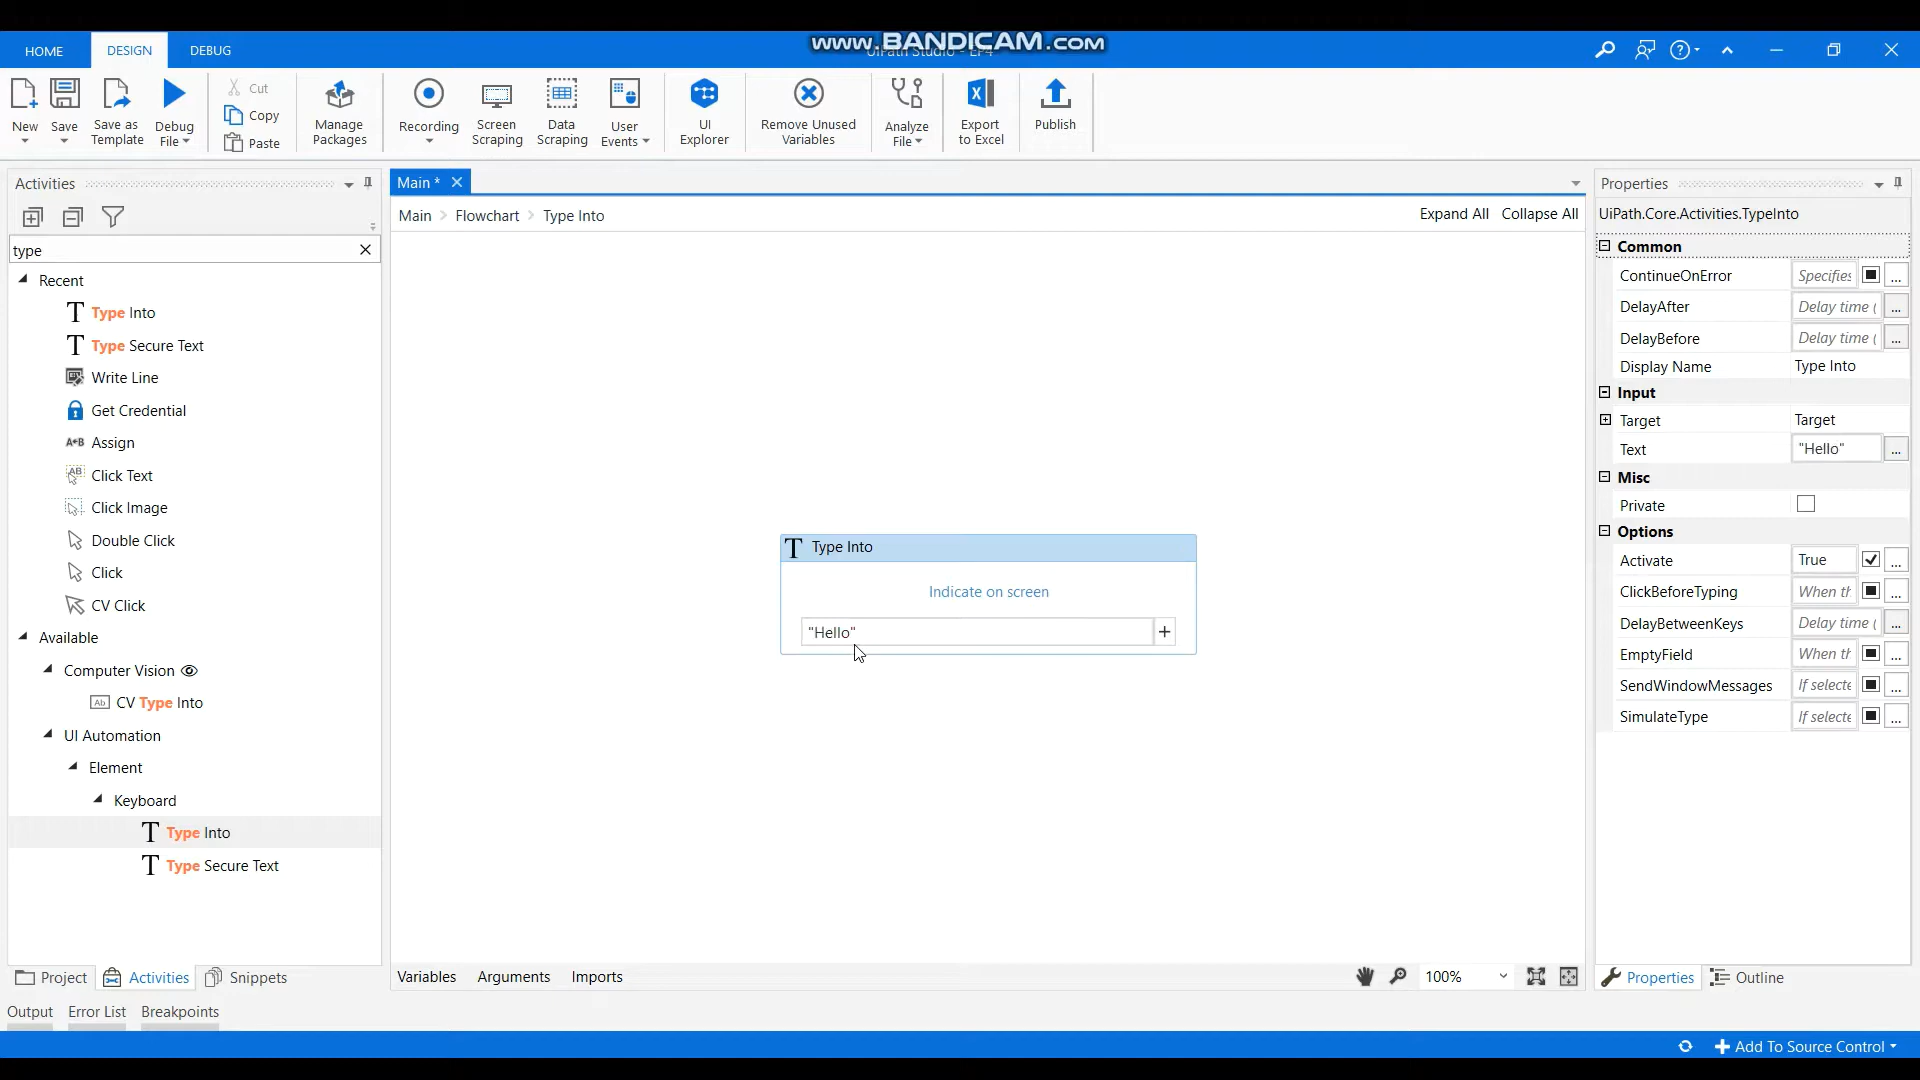 www.BANDICAM.com
UiPath Studio - EP4
HOME
DESIGN
DEBUG
New
Save
Save as Template
Debug File
Cut
Copy
Paste
Manage Packages
Recording
Screen Scraping
Data Scraping
User Events
UI Explorer
Remove Unused Variables
Analyze File
Export to Excel
Publish
Activities
type
Recent
Type Into
Type Secure Text
Write Line
Get Credential
A+B Assign
Click Text
Click Image
Double Click
Click
CV Click
Available
Computer Vision
CV Type Into
UI Automation
Element
Keyboard
Type Into
Type Secure Text
Project
Activities
Snippets
Output
Error List
Breakpoints
Main *
Main > Flowchart > Type Into
Expand All
Collapse All
Type Into
Indicate on screen
"Hello"
Variables
Arguments
Imports
100%
Properties
UiPath.Core.Activities.TypeInto
Common
ContinueOnError Specifies ...
DelayAfter Delay time ( ...
DelayBefore Delay time ( ...
Display Name Type Into
Input
Target Target
Text "Hello" ...
Misc
Private
Options
Activate True ...
ClickBeforeTyping When th ...
DelayBetweenKeys Delay time ( ...
EmptyField When th ...
SendWindowMessages If selecte ...
SimulateType If selecte ...
Properties
Outline
Add To Source Control